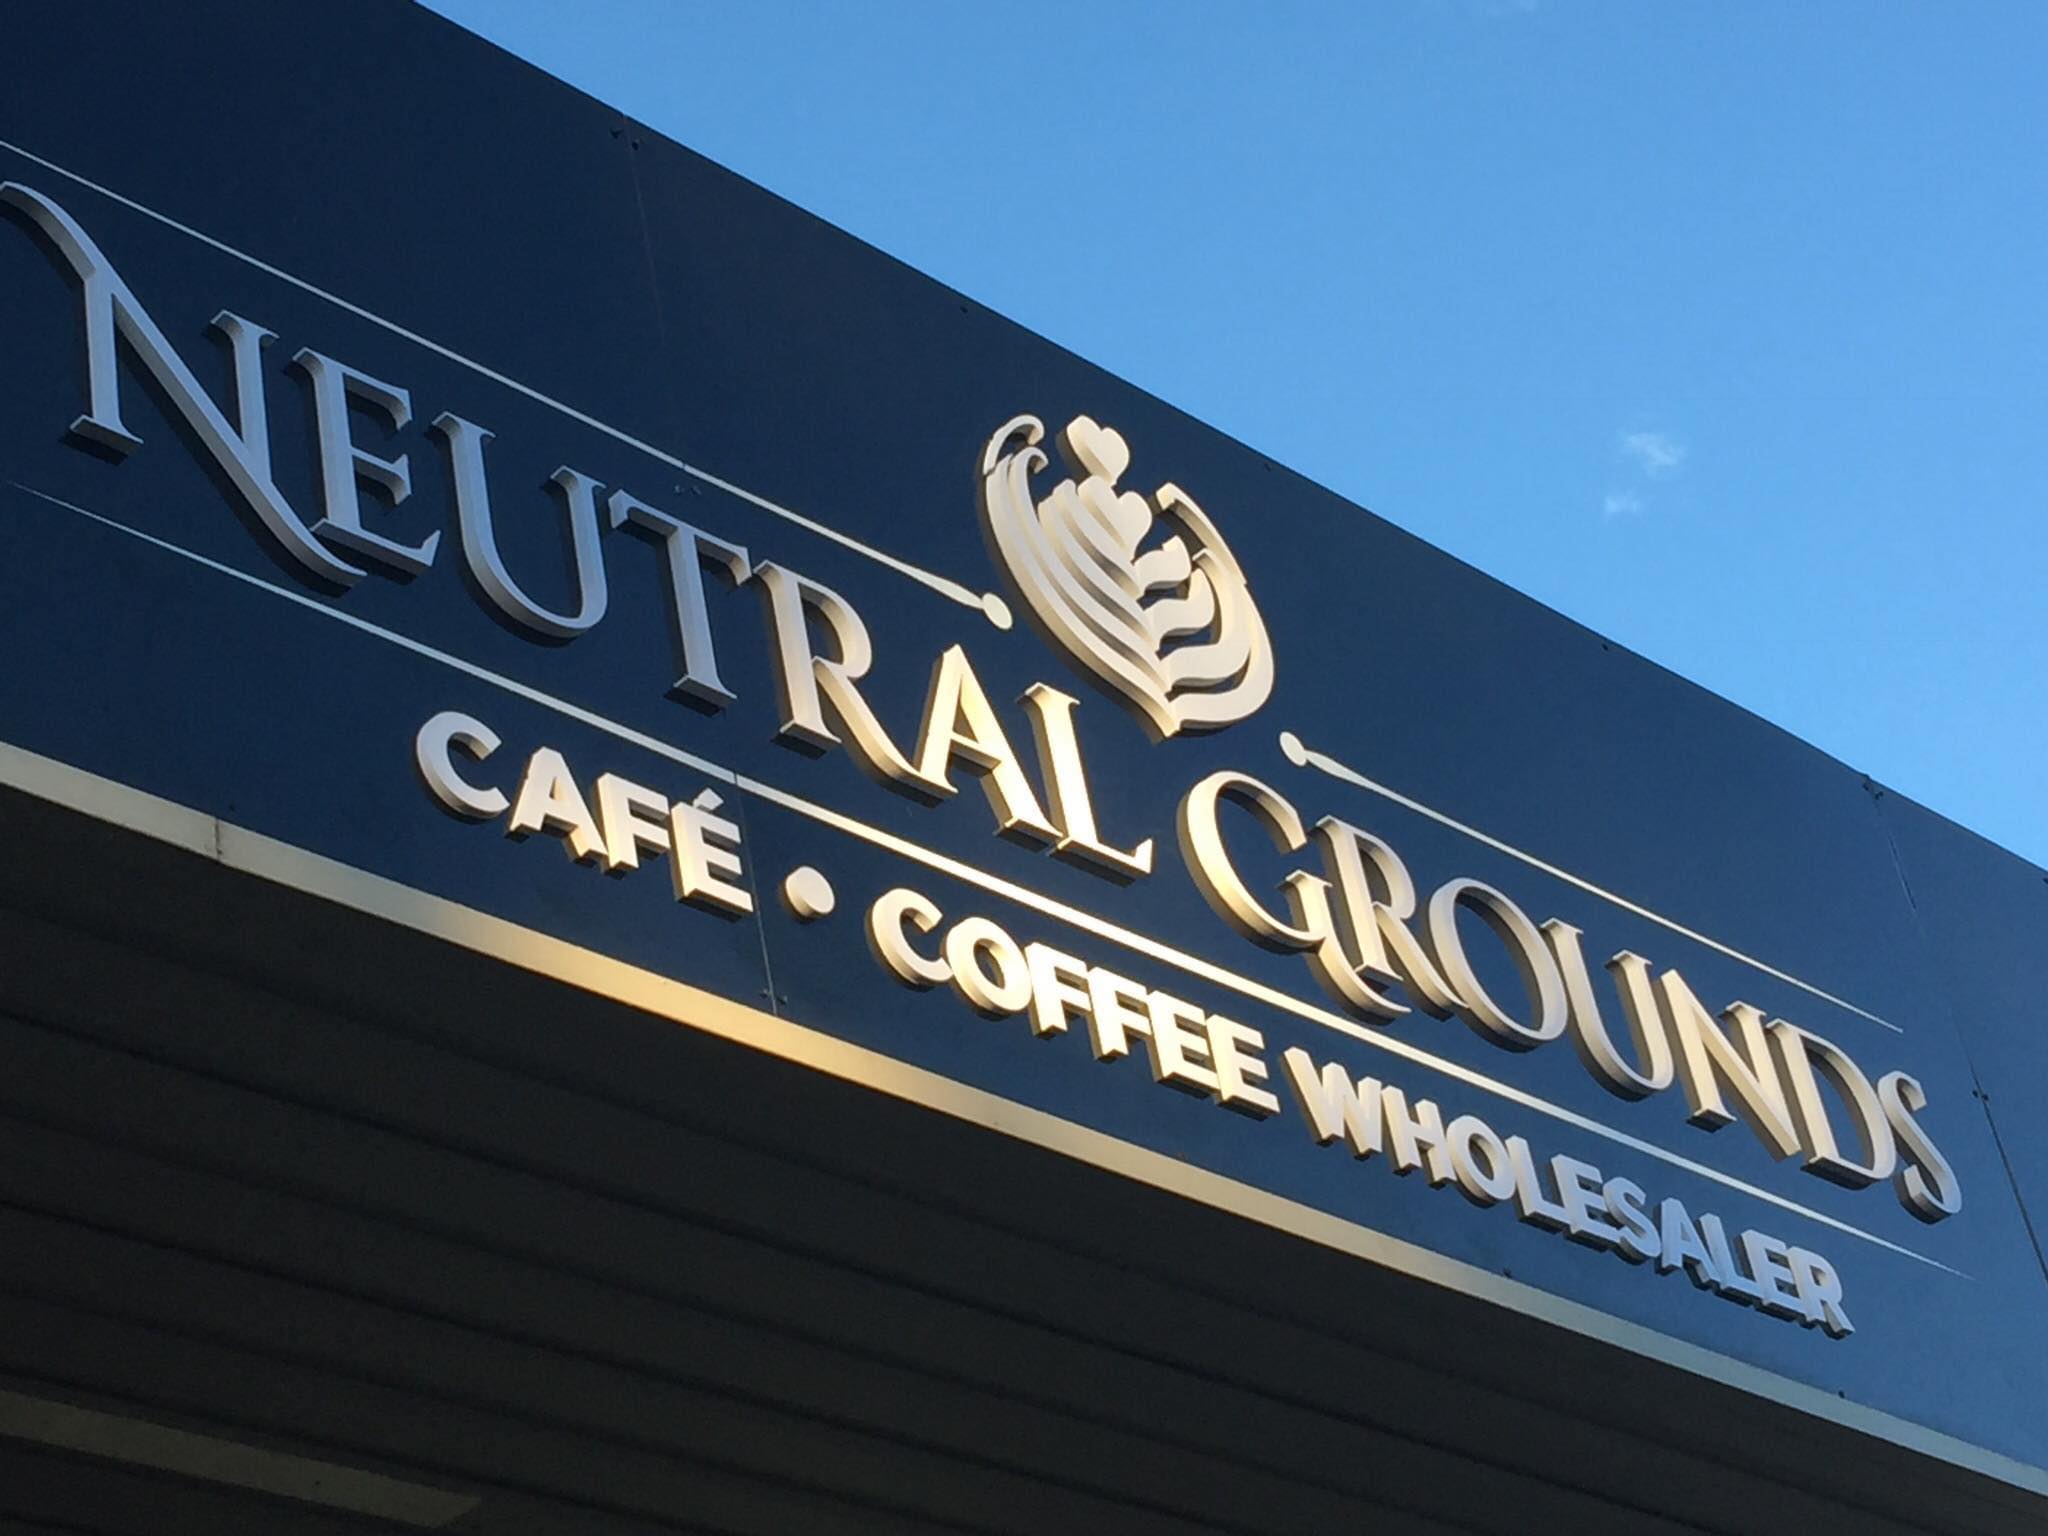 NEUTRAL GROUNDS
CAFÉ • COFFEE WHOLESALER